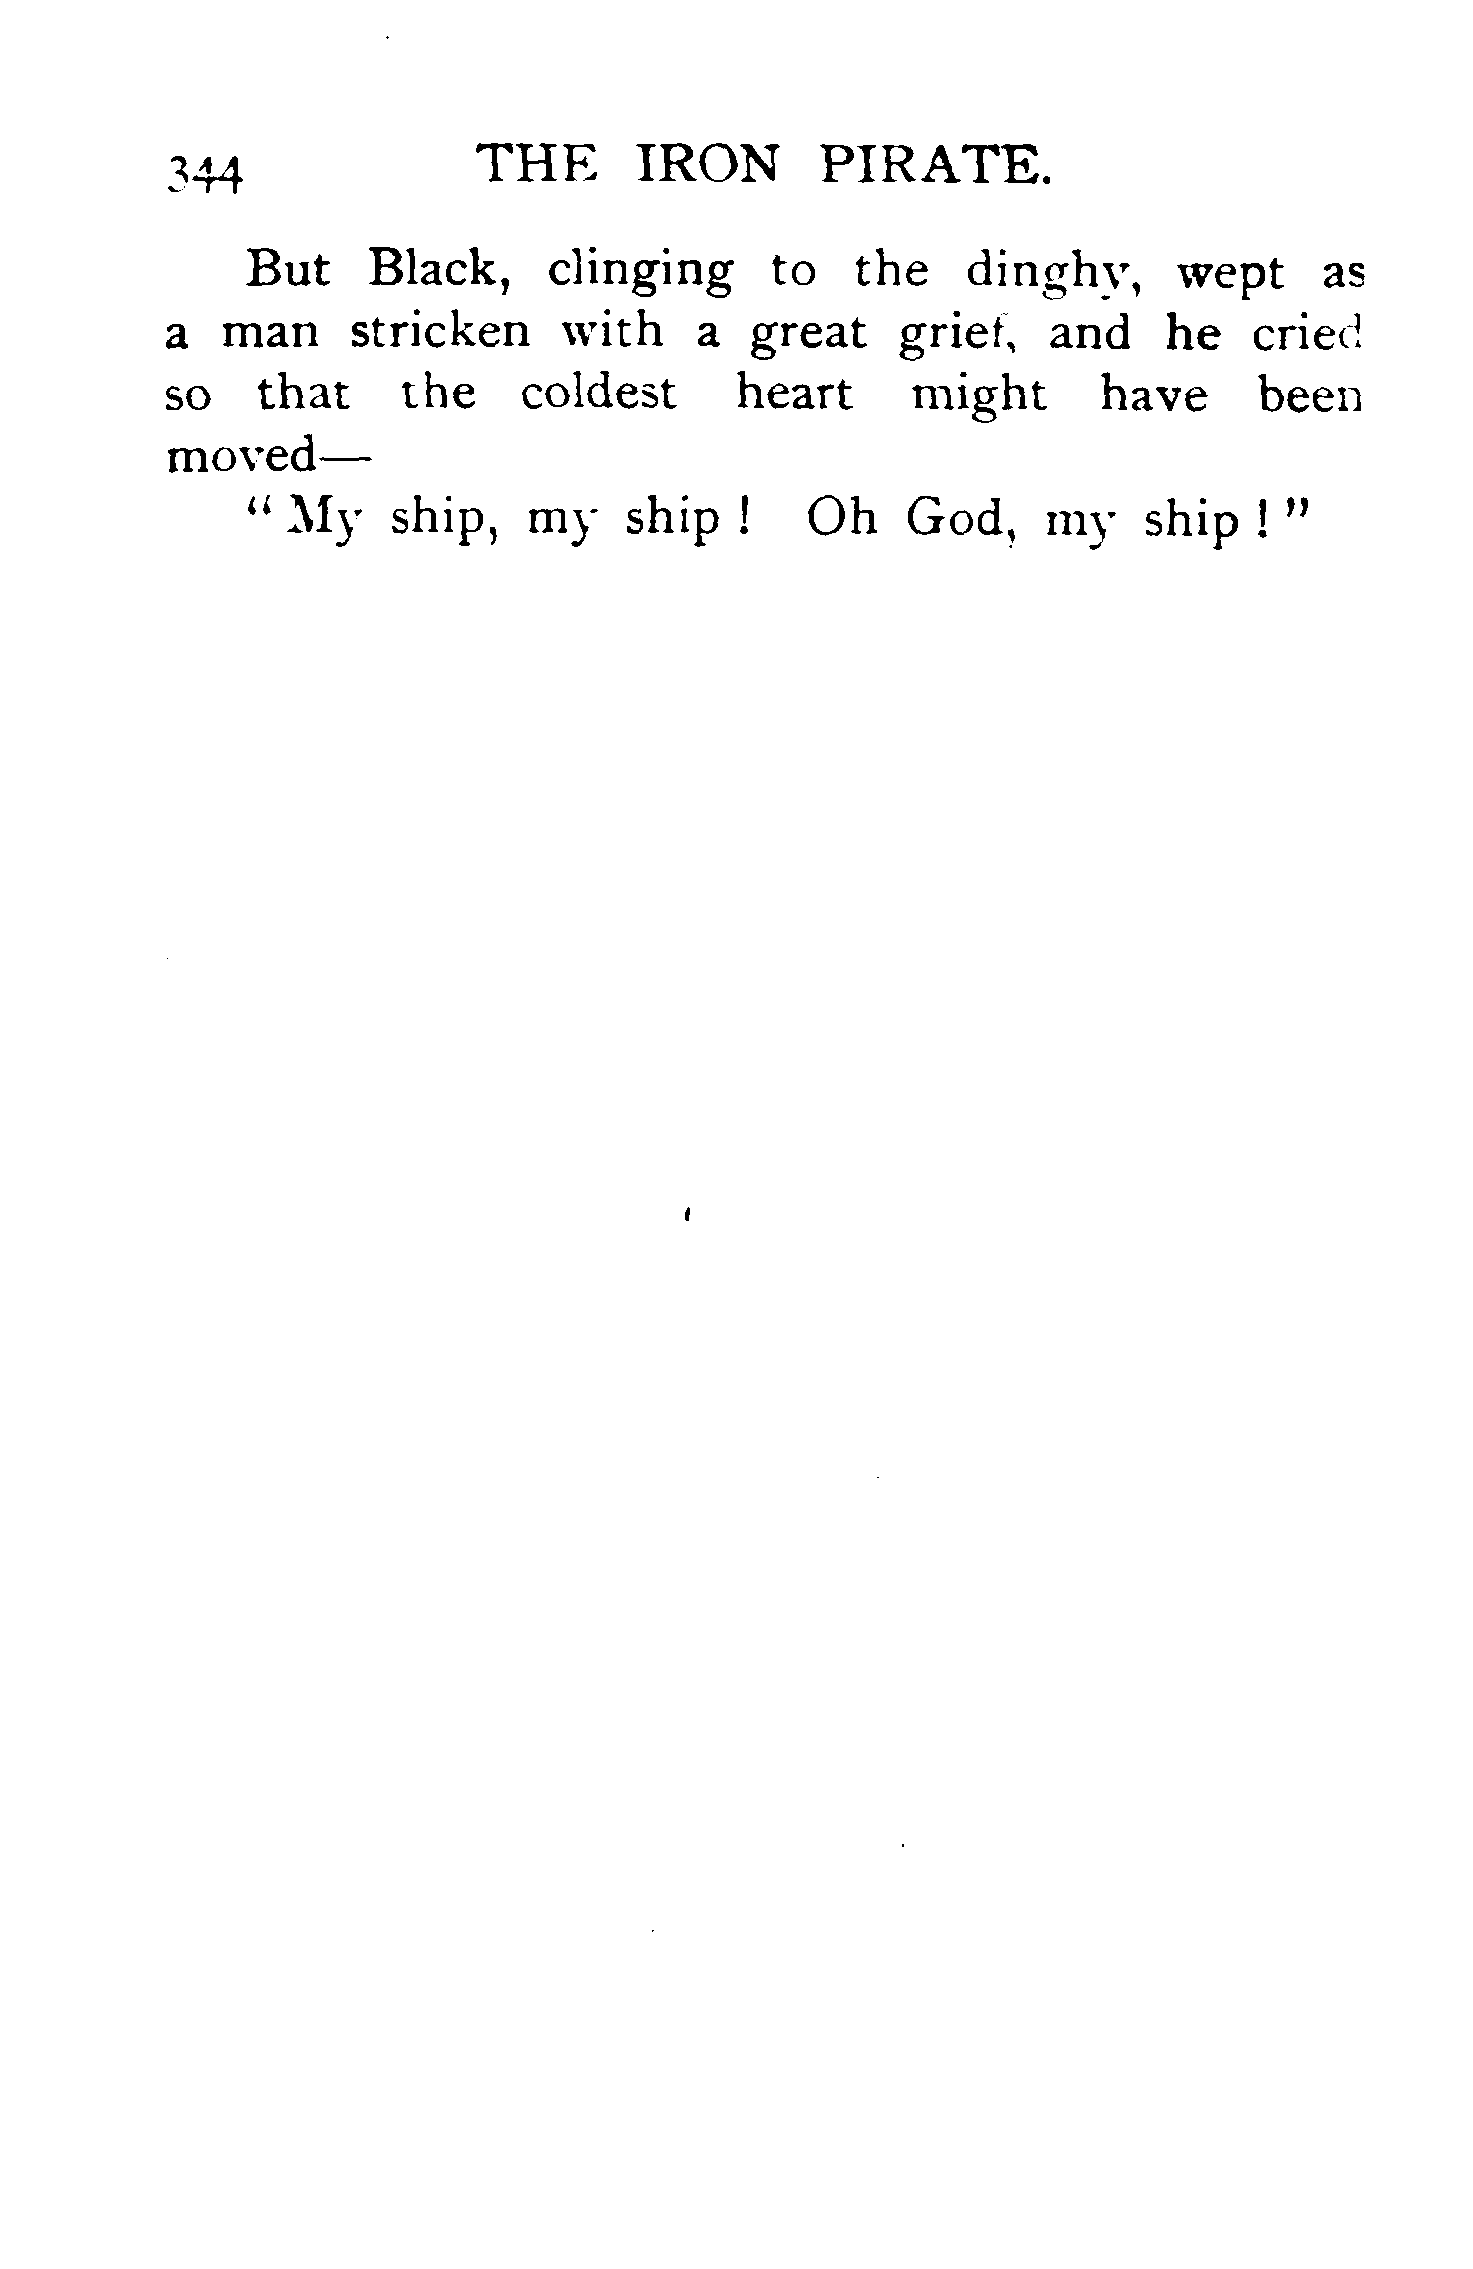 344 THE IRON PIRATE.
But Black, clinging to the dinghy, wept as
a man stricken with a great grief, and he cried
so that the coldest heart might have been
moved—
“ My ship, my ship ! Oh God, my ship ! ”